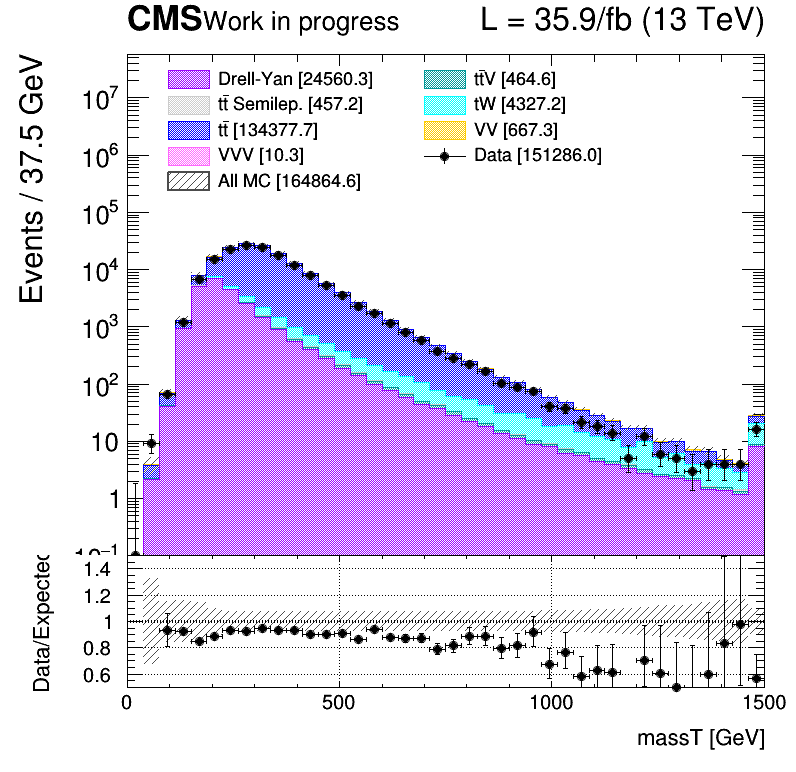 CMS Work in progress L = 35.9/fb (13 TeV)
Events / 37.5 GeV
Drell-Yan [24560.3]
tt̄ Semilep. [457.2]
tt̄ [134377.7]
VVV [10.3]
All MC [164864.6]
tt̄V [464.6]
tW [4327.2]
VV [667.3]
Data [151286.0]
10⁷
10⁶
10⁵
10⁴
10³
10²
10
1
10⁻¹
Data/Expected
1.4
1.2
1
0.8
0.6
0 500 1000 1500
massT [GeV]